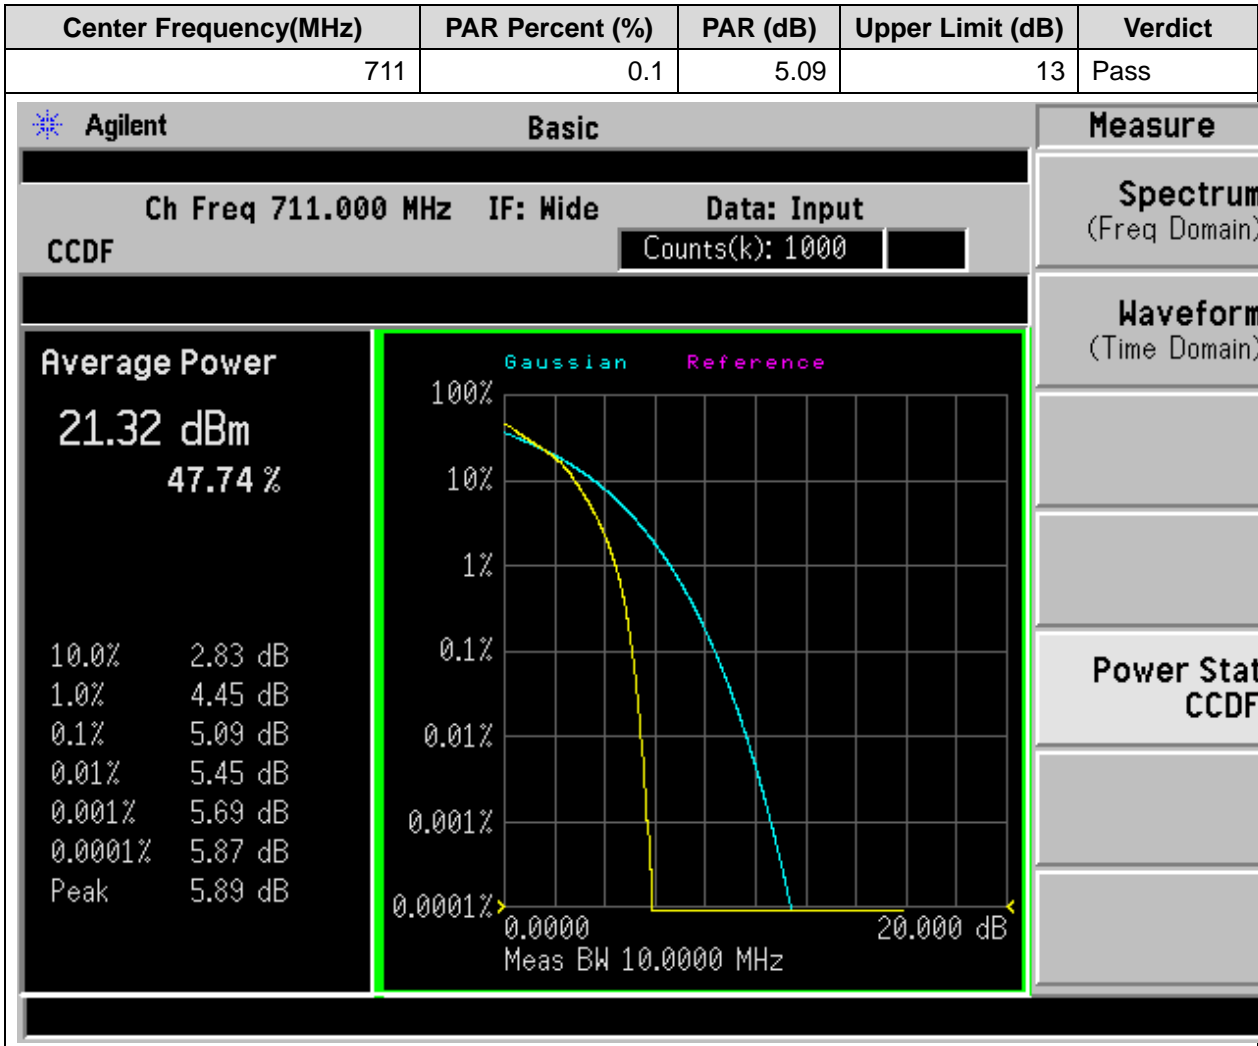 Center Frequency(MHz) PAR Percent (%) PAR (dB) Upper Limit (dB) Verdict
711 0.1 5.09 13 Pass
Agilent Basic Measure
Ch Freq 711.000 MHz IF: Wide Data: Input
CCDF Counts(k): 1000
Spectrum
(Freq Domain)
Waveform
(Time Domain)
Power Stat
CCDF
Average Power
21.32 dBm
47.74 %
10.0% 2.83 dB
1.0% 4.45 dB
0.1% 5.09 dB
0.01% 5.45 dB
0.001% 5.69 dB
0.0001% 5.87 dB
Peak 5.89 dB
Gaussian Reference
100%
10%
1%
0.1%
0.01%
0.001%
0.0001%
0.0000 20.000 dB
Meas BW 10.0000 MHz